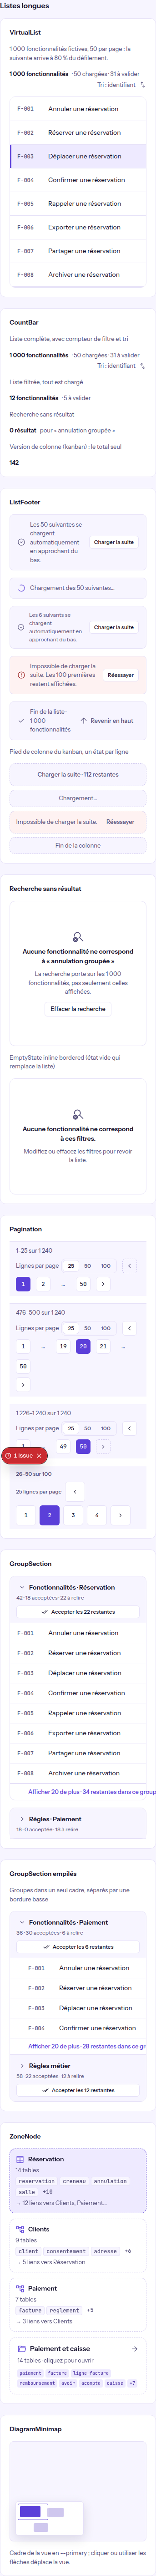 Listes longues
VirtualList
1 000 fonctionnalités fictives, 50 par page : la
suivante arrive à 80 % du défilement.
1 000 fonctionnalités · 50 chargées · 31 à valider
Tri : identifiant
F-001 Annuler une réservation
F-002 Réserver une réservation
F-003 Déplacer une réservation
F-004 Confirmer une réservation
F-005 Rappeler une réservation
F-006 Exporter une réservation
F-007 Partager une réservation
F-008 Archiver une réservation
CountBar
Liste complète, avec compteur de filtre et tri
1 000 fonctionnalités · 50 chargées · 31 à valider
Tri : identifiant
Liste filtrée, tout est chargé
12 fonctionnalités · 5 à valider
Recherche sans résultat
0 résultat pour « annulation groupée »
Version de colonne (kanban) : le total seul
142
ListFooter
Les 50 suivantes se
chargent
automatiquement
en approchant du
bas.
Charger la suite
Chargement des 50 suivantes…
Les 6 suivants se
chargent
automatiquement en
approchant du bas.
Charger la suite
Impossible de charger la
suite. Les 100 premières
restent affichées.
Réessayer
Fin de la liste ·
1 000
fonctionnalités
Revenir en haut
Pied de colonne du kanban, un état par ligne
Charger la suite · 112 restantes
Chargement…
Impossible de charger la suite. Réessayer
Fin de la colonne
Recherche sans résultat
Aucune fonctionnalité ne correspond
à « annulation groupée »
La recherche porte sur les 1 000
fonctionnalités, pas seulement celles
affichées.
Effacer la recherche
EmptyState inline bordered (état vide qui
remplace la liste)
Aucune fonctionnalité ne correspond
à ces filtres.
Modifiez ou effacez les filtres pour revoir
la liste.
Pagination
1–25 sur 1 240
Lignes par page 25 50 100
1 2 … 50
476–500 sur 1 240
Lignes par page 25 50 100
1 … 19 20 21 …
50
1 226–1 240 sur 1 240
Lignes par page 25 50 100
49 50
1 Issue
26–50 sur 100
25 lignes par page
1 2 3 4
GroupSection
Fonctionnalités · Réservation
42 · 18 acceptées · 22 à relire
Accepter les 22 restantes
F-001 Annuler une réservation
F-002 Réserver une réservation
F-003 Déplacer une réservation
F-004 Confirmer une réservation
F-005 Rappeler une réservation
F-006 Exporter une réservation
F-007 Partager une réservation
F-008 Archiver une réservation
Afficher 20 de plus · 34 restantes dans ce group
Règles · Paiement
18 · 0 acceptée · 18 à relire
GroupSection empilés
Groupes dans un seul cadre, séparés par une
bordure basse
Fonctionnalités · Paiement
36 · 30 acceptées · 6 à relire
Accepter les 6 restantes
F-001 Annuler une réservation
F-002 Réserver une réservation
F-003 Déplacer une réservation
F-004 Confirmer une réservation
Afficher 20 de plus · 28 restantes dans ce gr
Règles métier
58 · 22 acceptées · 12 à relire
Accepter les 12 restantes
ZoneNode
Réservation
14 tables
reservation creneau annulation
salle +10
→ 12 liens vers Clients, Paiement…
Clients
9 tables
client consentement adresse +6
→ 5 liens vers Réservation
Paiement
7 tables
facture reglement +5
→ 3 liens vers Clients
Paiement et caisse
14 tables · cliquez pour ouvrir
paiement facture ligne_facture
remboursement avoir acompte caisse +7
DiagramMinimap
Cadre de la vue en --primary ; cliquer ou utiliser les
flèches déplace la vue.